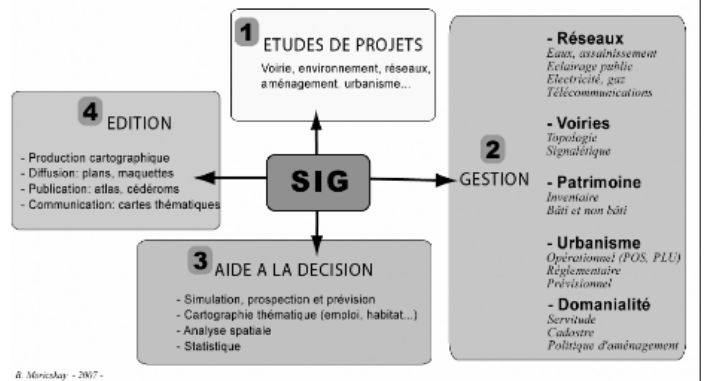 1
ETUDES DE PROJETS
Voirie, environnement, réseaux,
aménagement, urbanisme...
4
EDITION
- Production cartographique
- Diffusion: plans, maquettes
- Publication: atlas, cédéroms
- Communication: cartes thématiques
SIG
2
GESTION
- Réseaux
Eaux, assainissement
Eclairage public
Electricité, gaz
Télécommunications
- Voiries
Topologie
Signalétique
- Patrimoine
Inventaire
Bâti et non bâti
- Urbanisme
Opérationnel (POS, PLU)
Réglementaire
Prévisionnel
- Domanialité
Servitude
Cadastre
Politique d'aménagement
3
AIDE A LA DECISION
- Simulation, prospection et prévision
- Cartographie thématique (emploi, habitat...)
- Analyse spatiale
- Statistique
B. Moriçskay - 2007 -